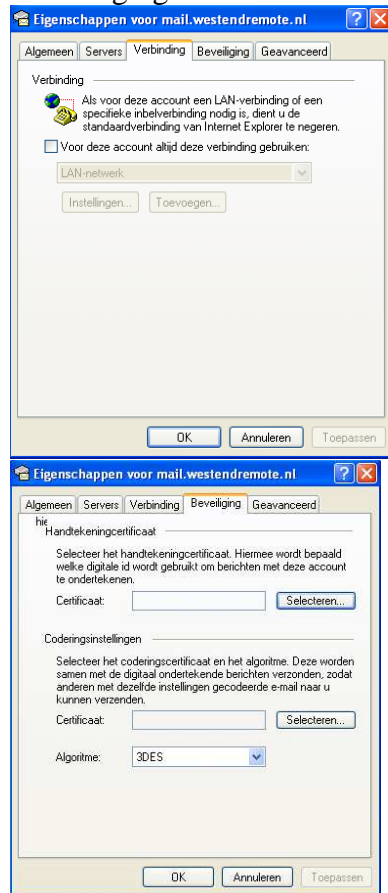 Eigenschappen voor mail.westendremote.nl
Algemeen Servers Verbinding Beveiliging Geavanceerd
Verbinding
Als voor deze account een LAN-verbinding of een
specifieke inbelverbinding nodig is, dient u de
standaardverbinding van Internet Explorer te negeren.
Voor deze account altijd deze verbinding gebruiken:
LAN-netwerk
Instellingen... Toevoegen...
OK Annuleren Toepassen
Eigenschappen voor mail.westendremote.nl
Algemeen Servers Verbinding Beveiliging Geavanceerd
hie
Handtekeningcertificaat
Selecteer het handtekeningcertificaat. Hiermee wordt bepaald
welke digitale id wordt gebruikt om berichten met deze account
te ondertekenen.
Certificaat: Selecteren...
Coderingsinstellingen
Selecteer het coderingscertificaat en het algoritme. Deze worden
samen met de digitaal ondertekende berichten verzonden, zodat
anderen met dezelfde instellingen gecodeerde e-mail naar u
kunnen verzenden.
Certificaat: Selecteren...
Algoritme: 3DES
OK Annuleren Toepassen